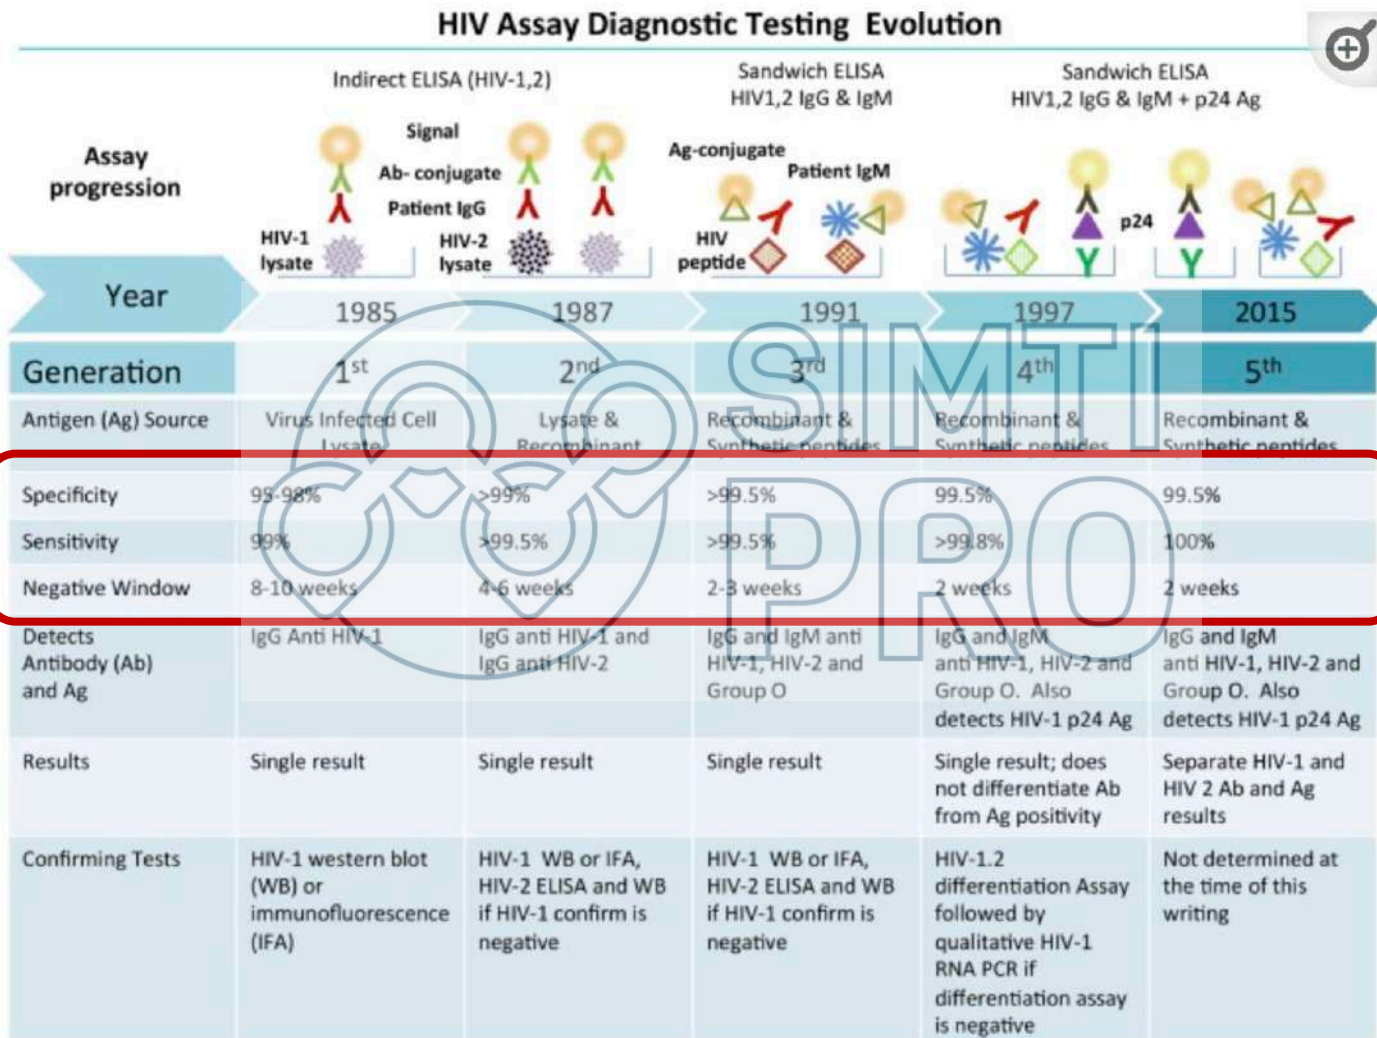 HIV Assay Diagnostic Testing Evolution
Indirect ELISA (HIV-1,2)
Sandwich ELISA
HIV1,2 IgG & IgM
Sandwich ELISA
HIV1,2 IgG & IgM + p24 Ag
Assay
progression
Signal
Ab- conjugate
Patient IgG
HIV-1
lysate
HIV-2
lysate
Ag-conjugate
Patient IgM
HIV
peptide
p24
Year
1985
1987
1991
1997
2015
Generation
1st
2nd
3rd
4th
5th
Antigen (Ag) Source
Virus Infected Cell
Lysate
Lysate &
Recombinant
Recombinant &
Synthetic peptides
Recombinant &
Synthetic peptides
Recombinant &
Synthetic peptides
Specificity
95-98%
>99%
>99.5%
99.5%
99.5%
Sensitivity
99%
>99.5%
>99.5%
>99.8%
100%
Negative Window
8-10 weeks
4-6 weeks
2-3 weeks
2 weeks
2 weeks
Detects
Antibody (Ab)
and Ag
IgG Anti HIV-1
IgG anti HIV-1 and
IgG anti HIV-2
IgG and IgM anti
HIV-1, HIV-2 and
Group O
IgG and IgM
anti HIV-1, HIV-2 and
Group O. Also
detects HIV-1 p24 Ag
IgG and IgM
anti HIV-1, HIV-2 and
Group O. Also
detects HIV-1 p24 Ag
Results
Single result
Single result
Single result
Single result; does
not differentiate Ab
from Ag positivity
Separate HIV-1 and
HIV 2 Ab and Ag
results
Confirming Tests
HIV-1 western blot
(WB) or
immunofluorescence
(IFA)
HIV-1 WB or IFA,
HIV-2 ELISA and WB
if HIV-1 confirm is
negative
HIV-1 WB or IFA,
HIV-2 ELISA and WB
if HIV-1 confirm is
negative
HIV-1.2
differentiation Assay
followed by
qualitative HIV-1
RNA PCR if
differentiation assay
is negative
Not determined at
the time of this
writing
SIMTI
PRO